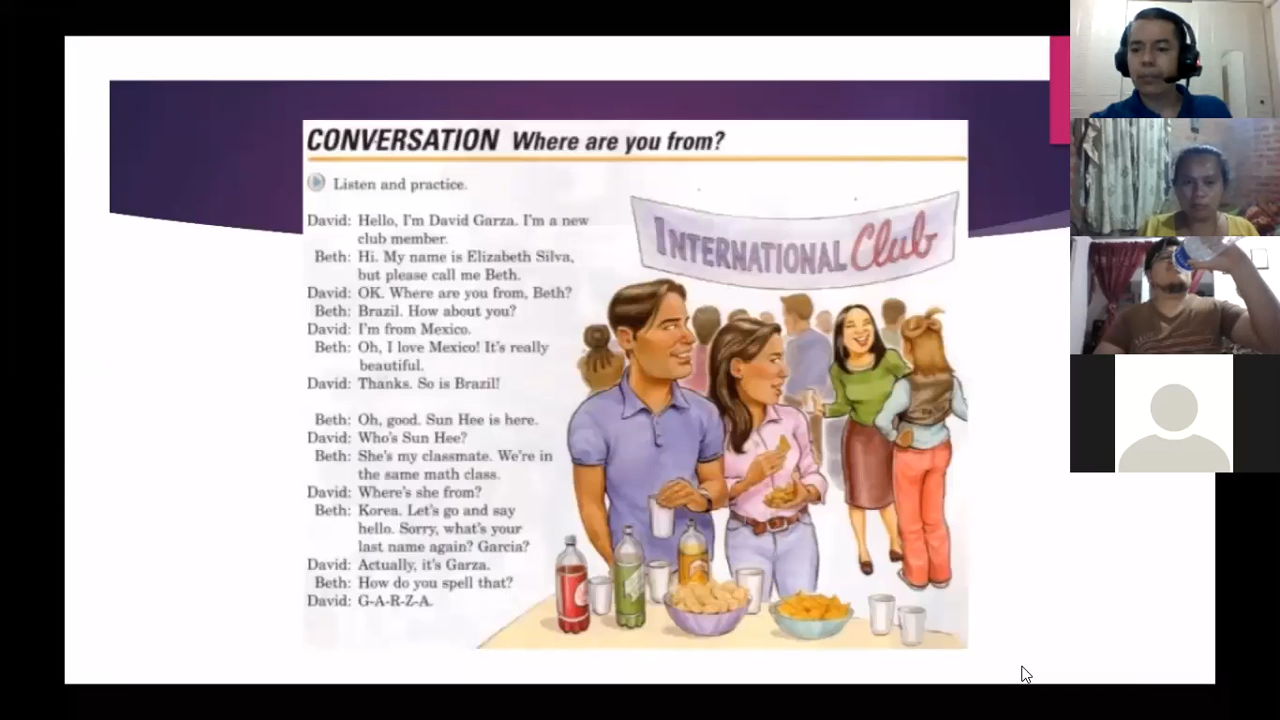 CONVERSATION Where are you from?
Listen and practice.
INTERNATIONAL Club
David: Hello, I'm David Garza. I'm a new
club member.
Beth: Hi. My name is Elizabeth Silva,
but please call me Beth.
David: OK. Where are you from, Beth?
Beth: Brazil. How about you?
David: I'm from Mexico.
Beth: Oh, I love Mexico! It's really
beautiful.
David: Thanks. So is Brazil!
Beth: Oh, good. Sun Hee is here.
David: Who's Sun Hee?
Beth: She's my classmate. We're in
the same math class.
David: Where's she from?
Beth: Korea. Let's go and say
hello. Sorry, what's your
last name again? Garcia?
David: Actually, it's Garza.
Beth: How do you spell that?
David: G-A-R-Z-A.